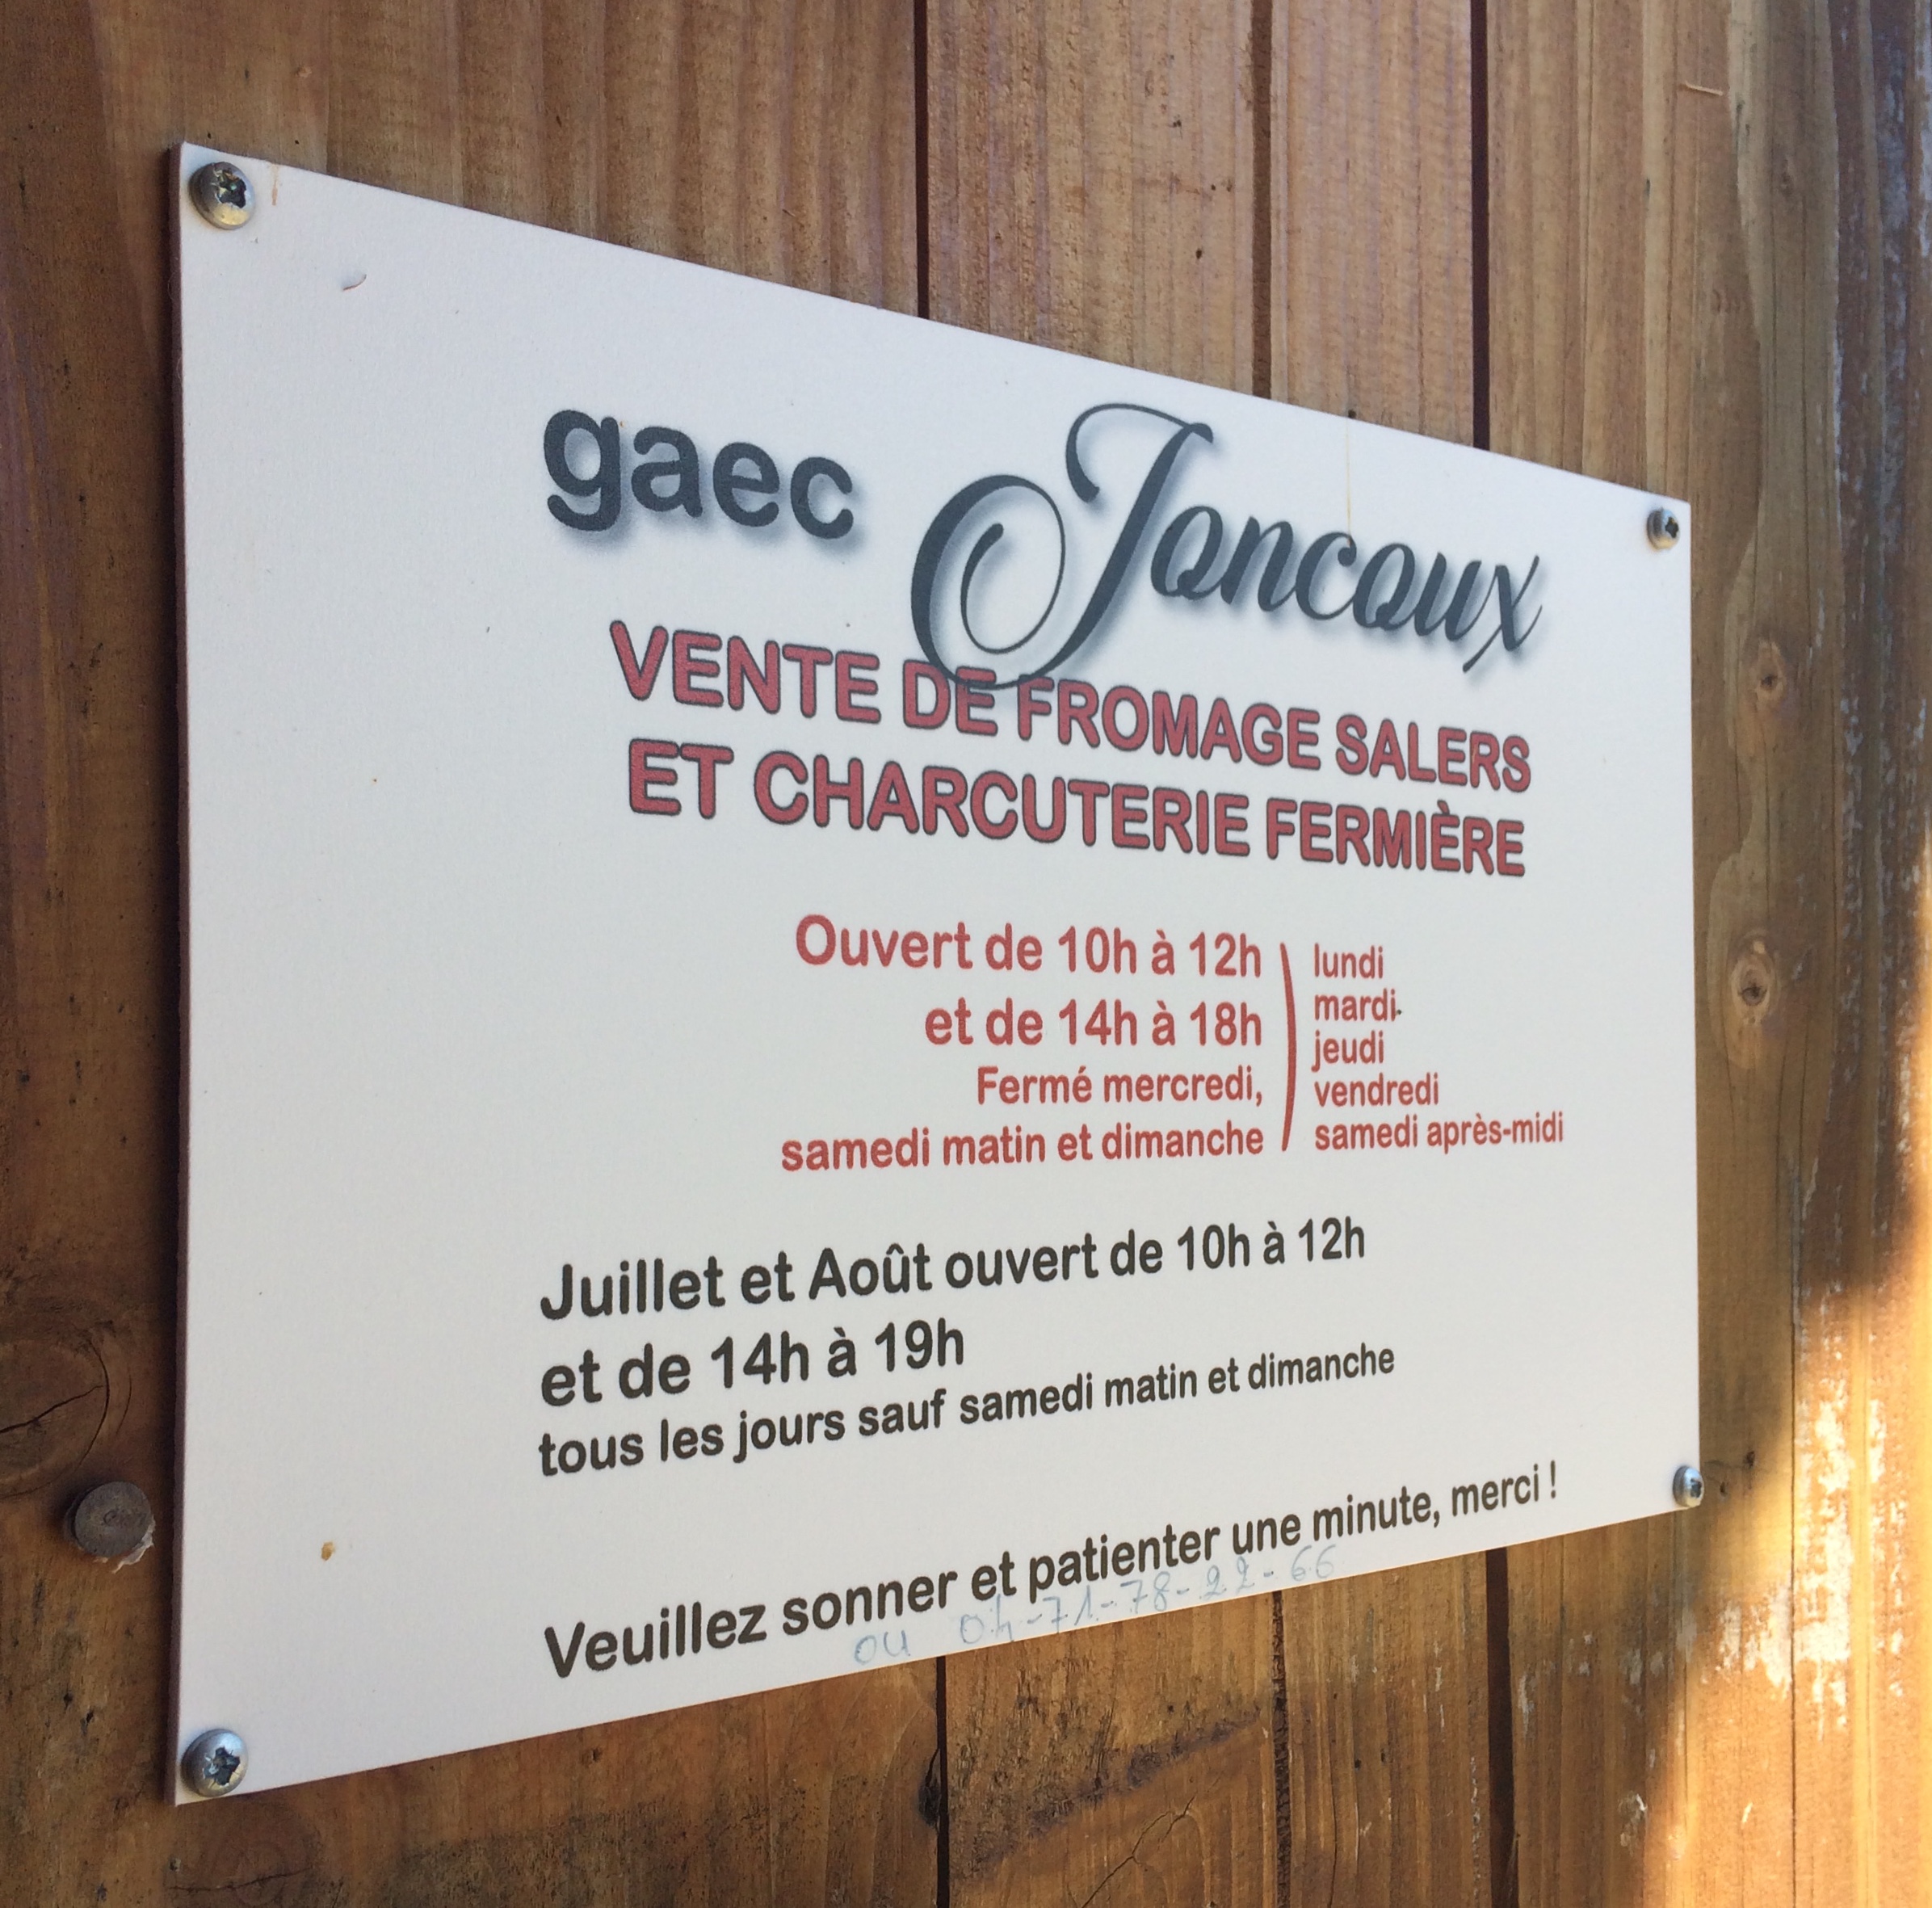 gaec Joncoux
VENTE DE FROMAGE SALERS
ET CHARCUTERIE FERMIÈRE
Ouvert de 10h à 12h
et de 14h à 18h
Fermé mercredi,
samedi matin et dimanche
lundi
mardi
jeudi
vendredi
samedi après-midi
Juillet et Août ouvert de 10h à 12h
et de 14h à 19h
tous les jours sauf samedi matin et dimanche
Veuillez sonner et patienter une minute, merci !
ou 04-71-78-22-66